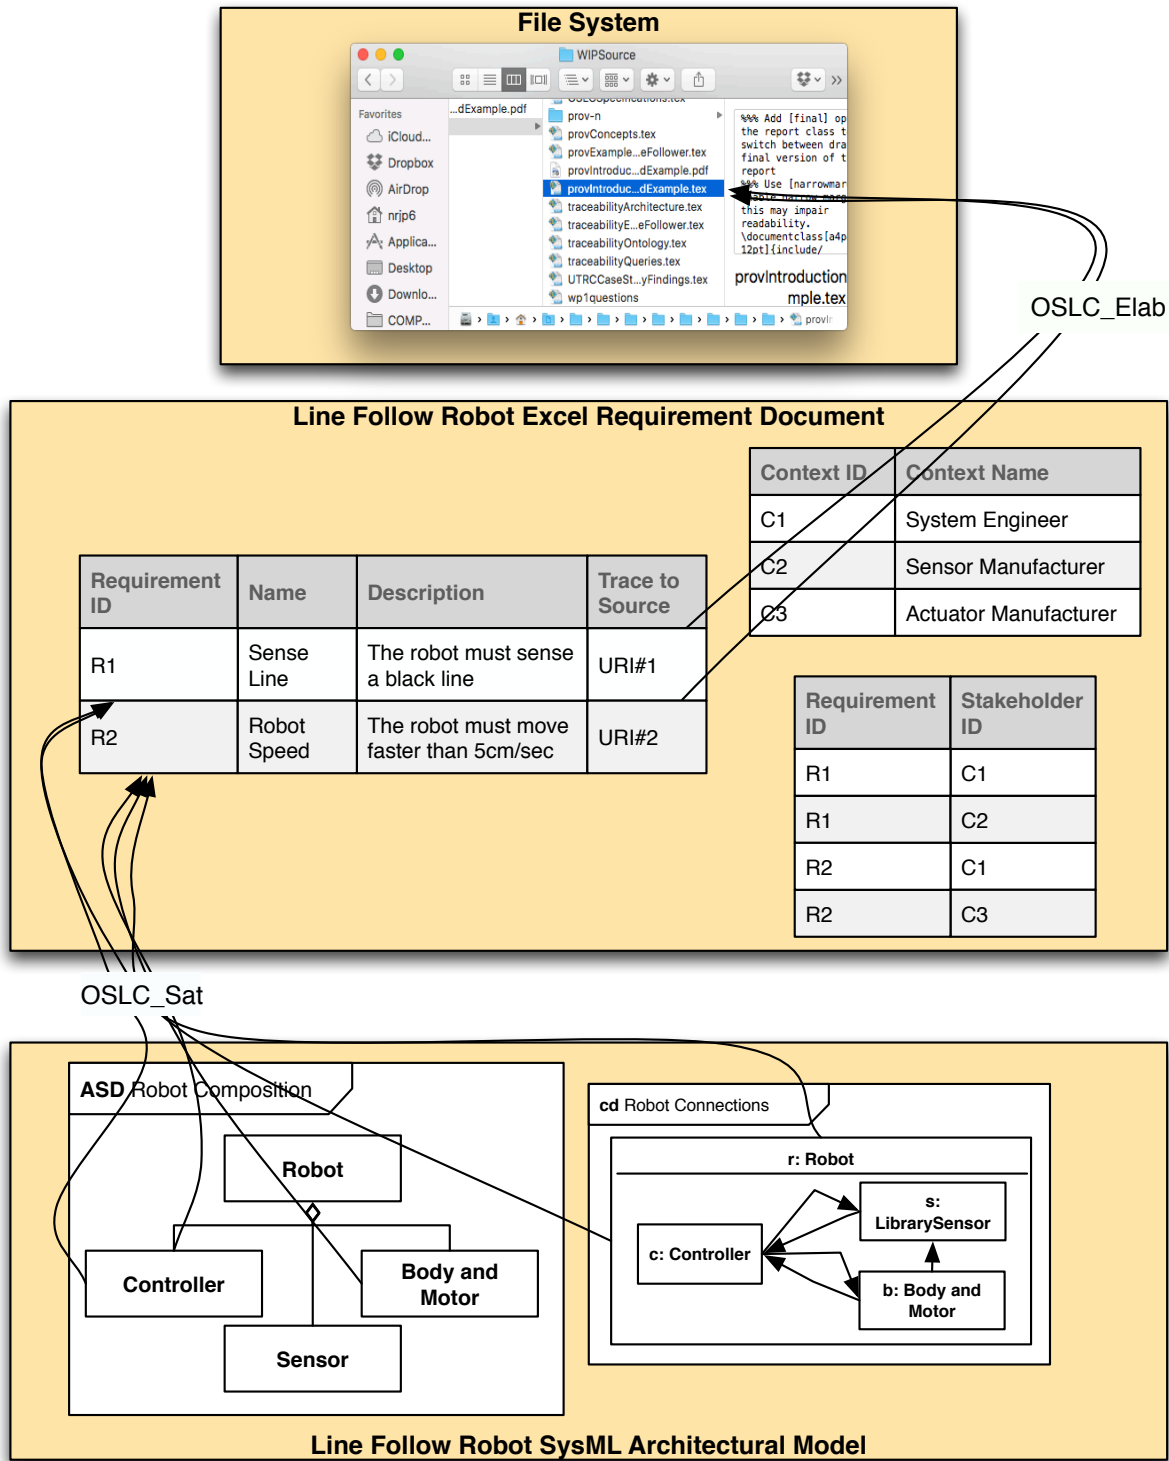 File System
WIPSource
Favorites
iCloud...
Dropbox
AirDrop
nrjp6
Applica...
Desktop
Downlo...
COMP...
...dExample.pdf
OSLCSpecifications.tex
prov-n
provConcepts.tex
provExample...eFollower.tex
provIntroduc...dExample.pdf
provIntroduc...dExample.tex
traceabilityArchitecture.tex
traceabilityE...eFollower.tex
traceabilityOntology.tex
traceabilityQueries.tex
UTRCCaseSt...yFindings.tex
wp1questions
%%% Add [final] op
the report class t
switch between dra
final version of t
report
%%% Use [narrowmar
enable narrow marg
this may impair
readability.
\documentclass[a4p
12pt]{include/
provIntroduction
mple.tex
provIn
OSLC_Elab
Line Follow Robot Excel Requirement Document
Context ID Context Name
C1 System Engineer
C2 Sensor Manufacturer
C3 Actuator Manufacturer
Requirement ID Name Description Trace to Source
R1 Sense Line The robot must sense a black line URI#1
R2 Robot Speed The robot must move faster than 5cm/sec URI#2
Requirement ID Stakeholder ID
R1 C1
R1 C2
R2 C1
R2 C3
OSLC_Sat
ASD Robot Composition
Robot
Controller
Body and
Motor
Sensor
cd Robot Connections
r: Robot
s:
LibrarySensor
c: Controller
b: Body and
Motor
Line Follow Robot SysML Architectural Model